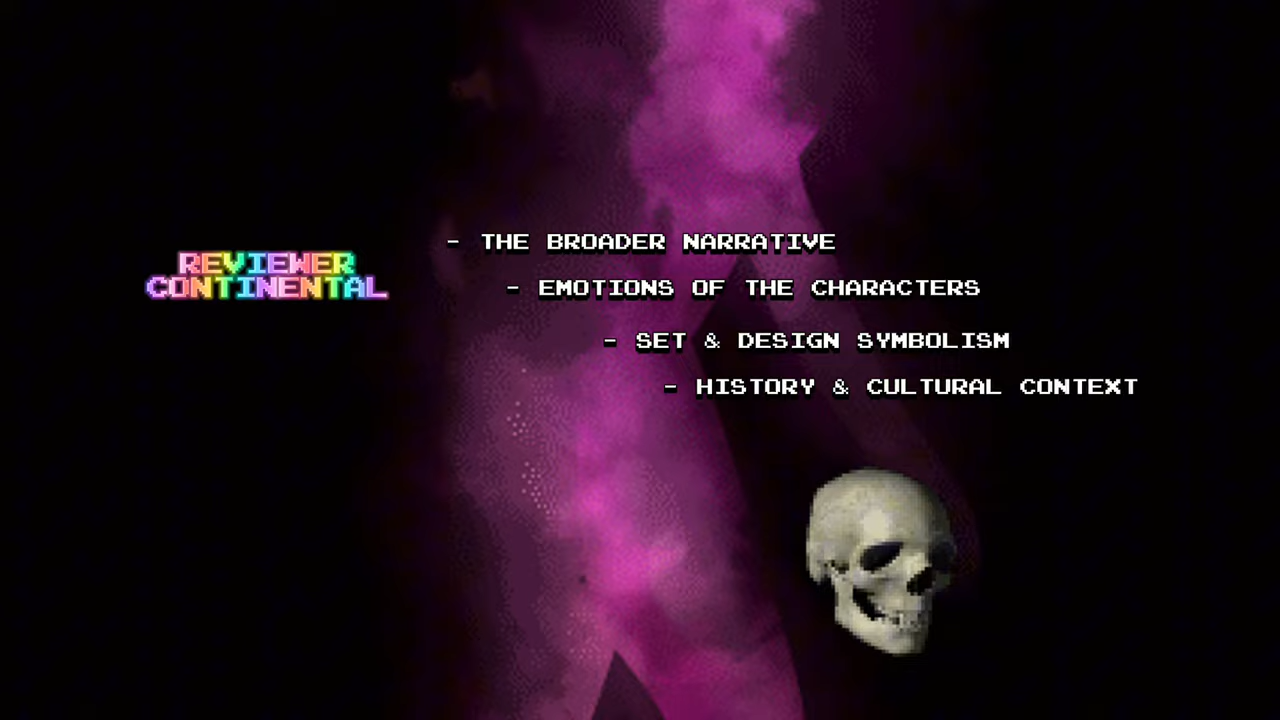 REVIEWER
CONTINENTAL
- THE BROADER NARRATIVE
- EMOTIONS OF THE CHARACTERS
- SET & DESIGN SYMBOLISM
- HISTORY & CULTURAL CONTEXT